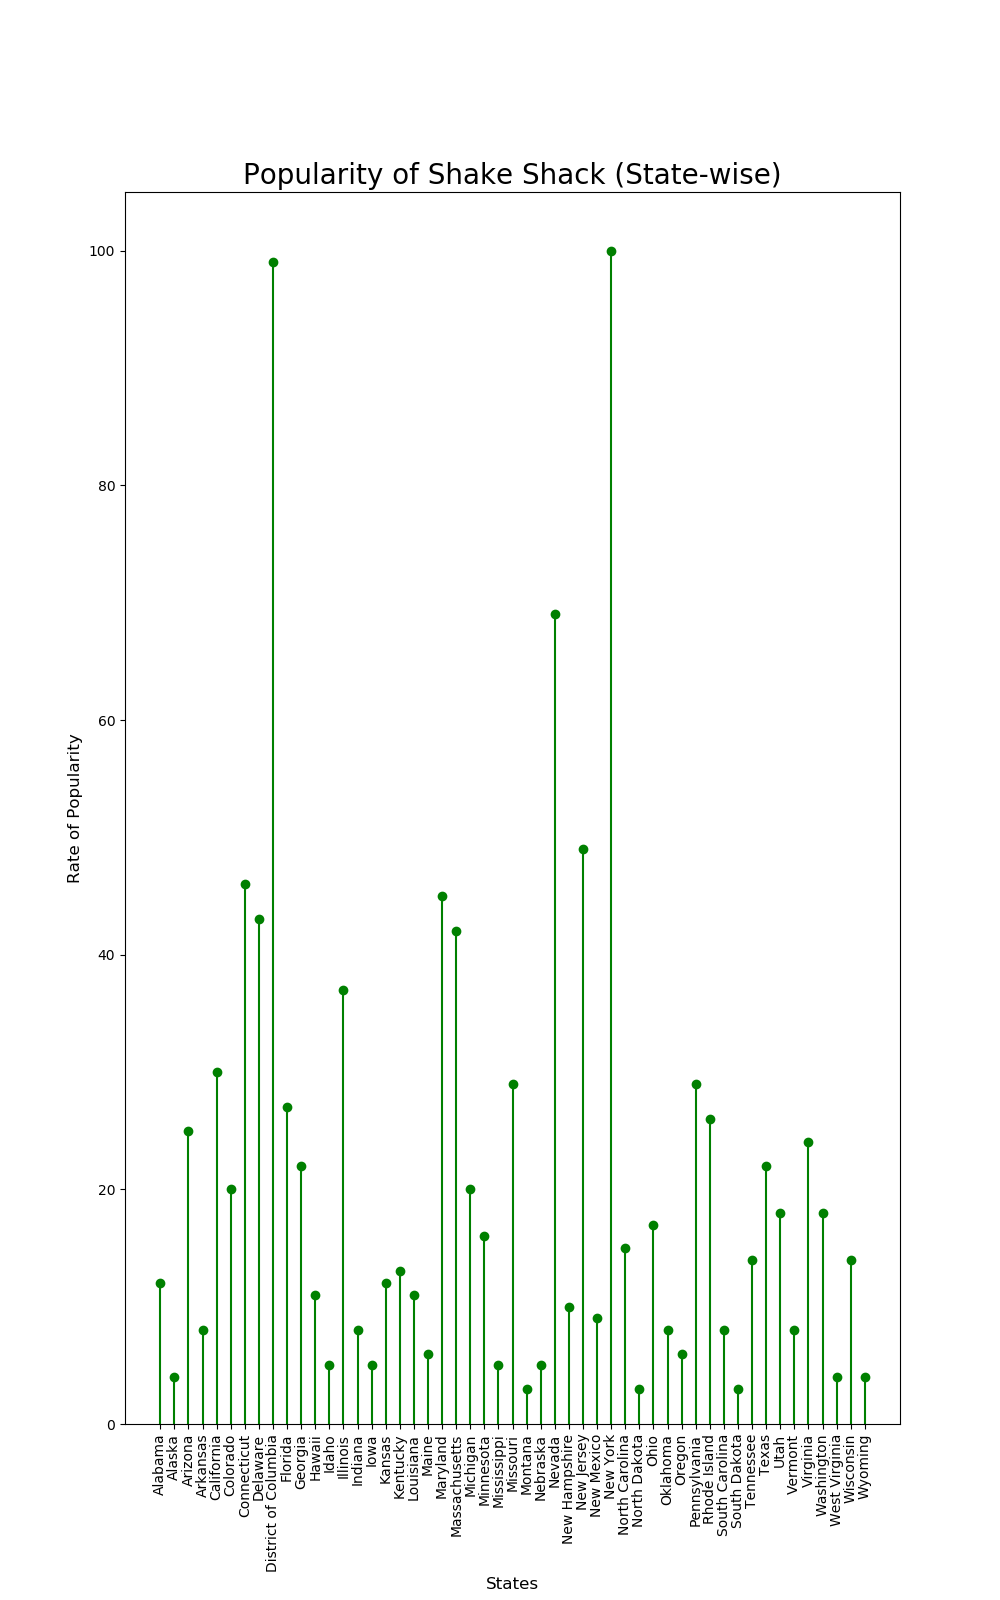 Popularity of Shake Shack (State-wise)
100
80
60
40
20
0
Rate of Popularity
Alabama
Alaska
Arizona
Arkansas
California
Colorado
Connecticut
Delaware
District of Columbia
Florida
Georgia
Hawaii
Idaho
Illinois
Indiana
Iowa
Kansas
Kentucky
Louisiana
Maine
Maryland
Massachusetts
Michigan
Minnesota
Mississippi
Missouri
Montana
Nebraska
Nevada
New Hampshire
New Jersey
New Mexico
New York
North Carolina
North Dakota
Ohio
Oklahoma
Oregon
Pennsylvania
Rhode Island
South Carolina
South Dakota
Tennessee
Texas
Utah
Vermont
Virginia
Washington
West Virginia
Wisconsin
Wyoming
States